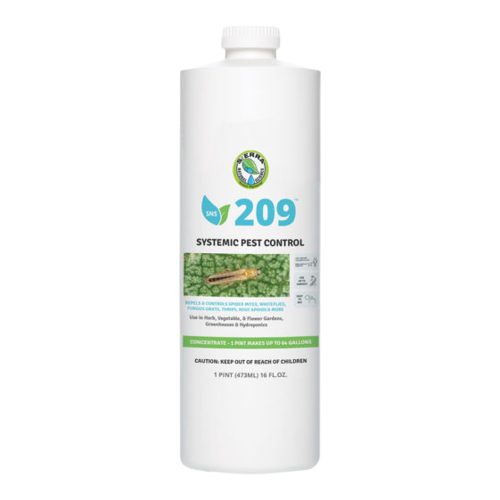 SIERRA
SNS 209™
SYSTEMIC PEST CONTROL
REPELS & CONTROLS SPIDER MITES, WHITEFLIES,
FUNGUS GNATS, THRIPS, ROOT APHIDS & MORE
Use in Herb, Vegetable, & Flower Gardens,
Greenhouses & Hydroponics
CONCENTRATE - 1 PINT MAKES UP TO 64 GALLONS
CAUTION: KEEP OUT OF REACH OF CHILDREN
1 PINT (473ML) 16 FL.OZ.